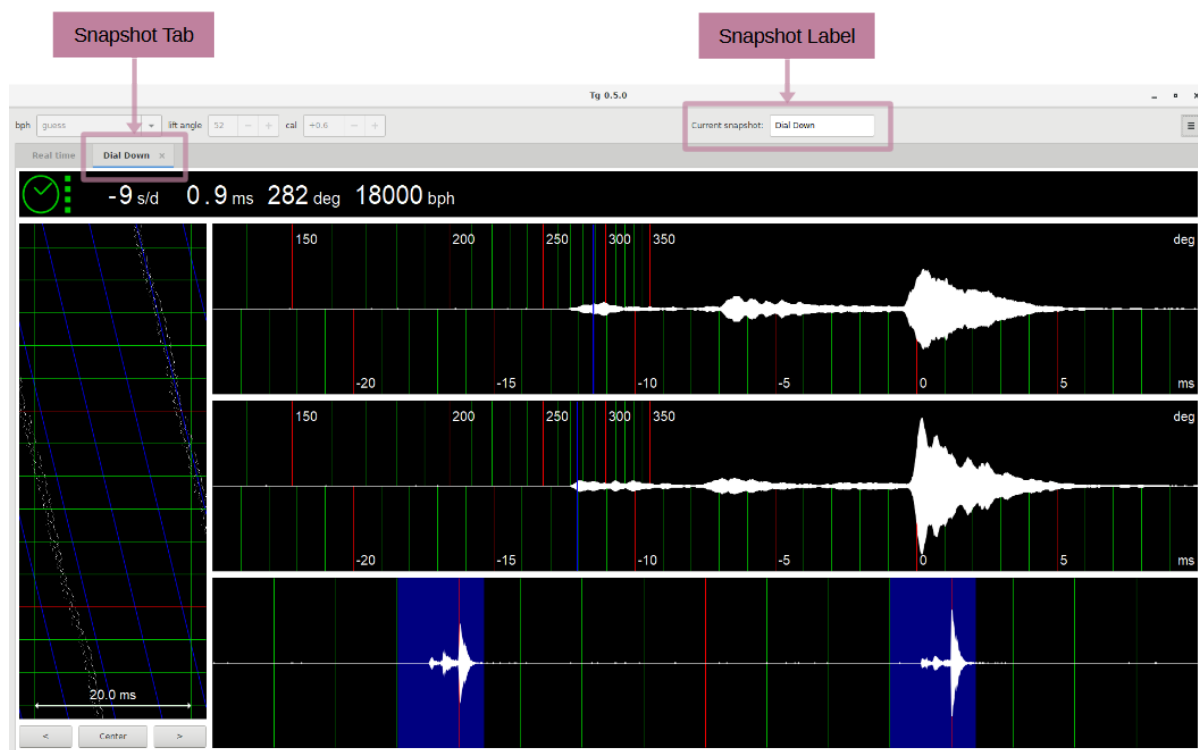 Snapshot Tab
Snapshot Label
Tg 0.5.0
bph guess lift angle 52 − + cal +0.6 − + Current snapshot: Dial Down
Real time Dial Down ×
-9 s/d 0.9 ms 282 deg 18000 bph
150 200 250 300 350 deg
-20 -15 -10 -5 0 5 ms
150 200 250 300 350 deg
-20 -15 -10 -5 0 5 ms
20.0 ms
< Center >